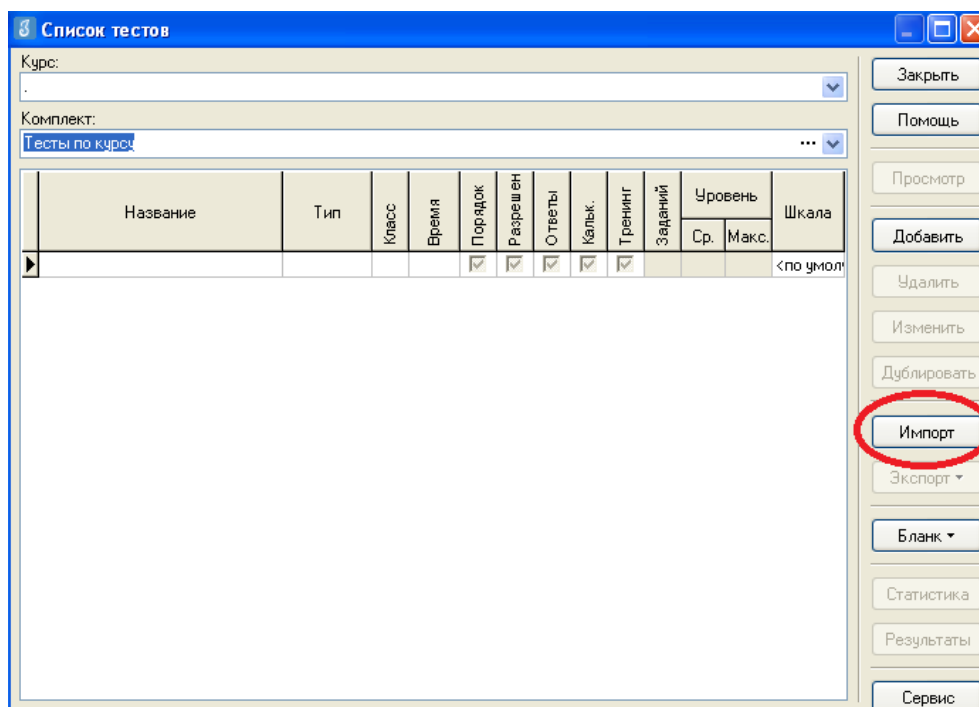 Список тестов
Курс:
.
Комплект:
Тесты по курсу
...
Название Тип Класс Время Порядок Разрешен Ответы Кальк. Тренинг Заданий Уровень Шкала
Ср. Макс.
<по умол
Закрыть
Помощь
Просмотр
Добавить
Удалить
Изменить
Дублировать
Импорт
Экспорт
Бланк
Статистика
Результаты
Сервис